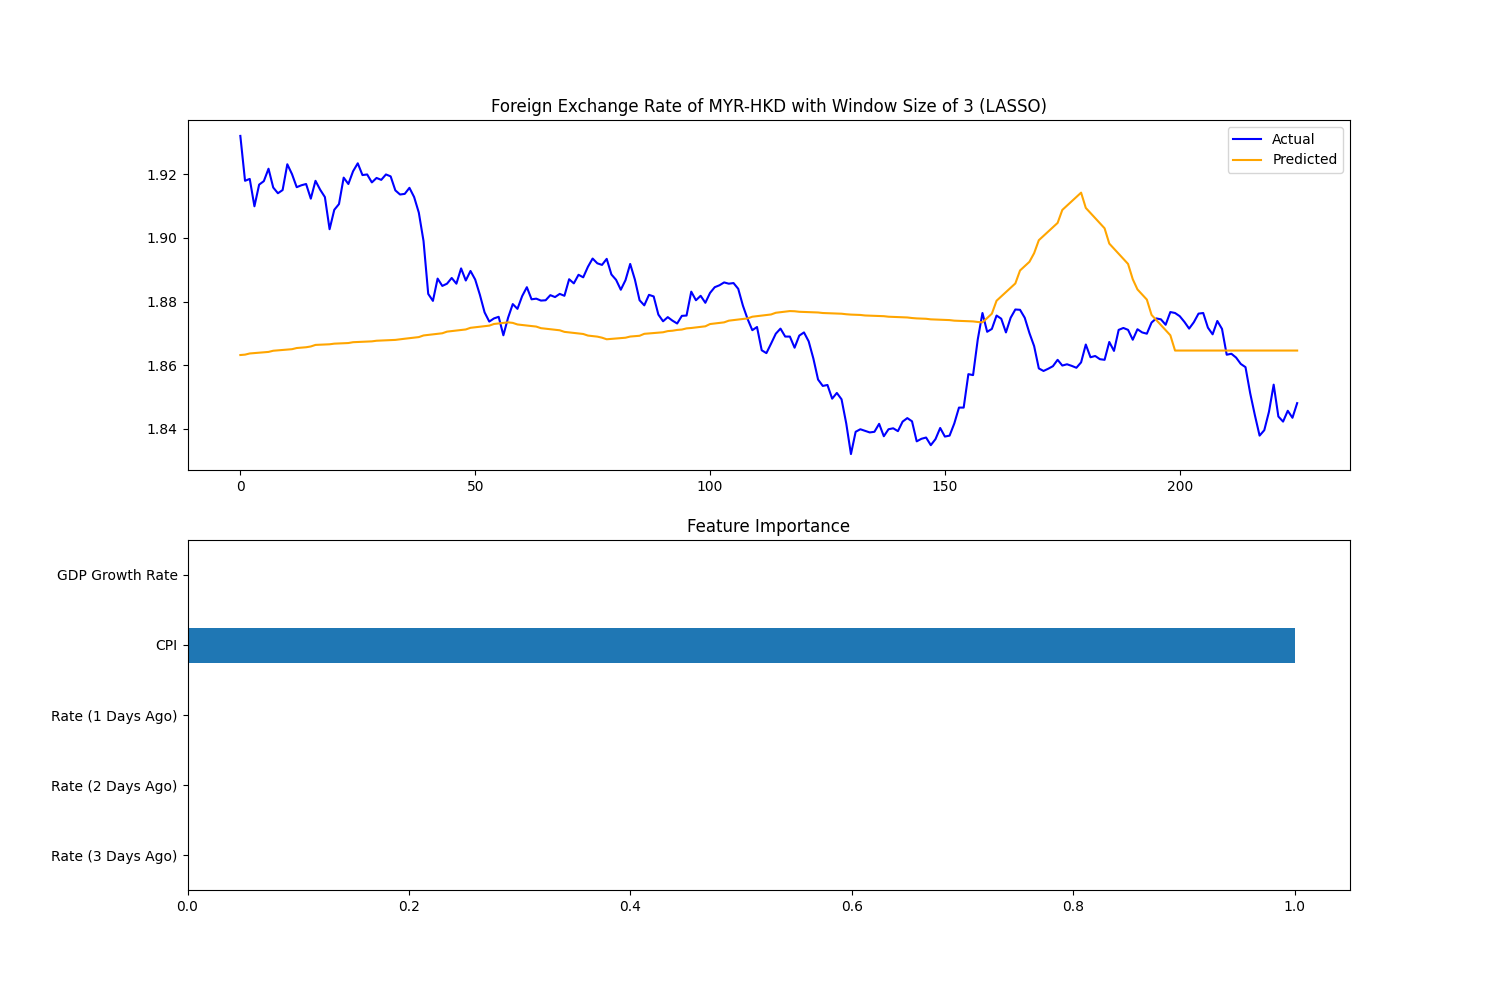 Foreign Exchange Rate of MYR-HKD with Window Size of 3 (LASSO)
Actual
Predicted
1.92
1.90
1.88
1.86
1.84
0 50 100 150 200
Feature Importance
GDP Growth Rate
CPI
Rate (1 Days Ago)
Rate (2 Days Ago)
Rate (3 Days Ago)
0.0 0.2 0.4 0.6 0.8 1.0